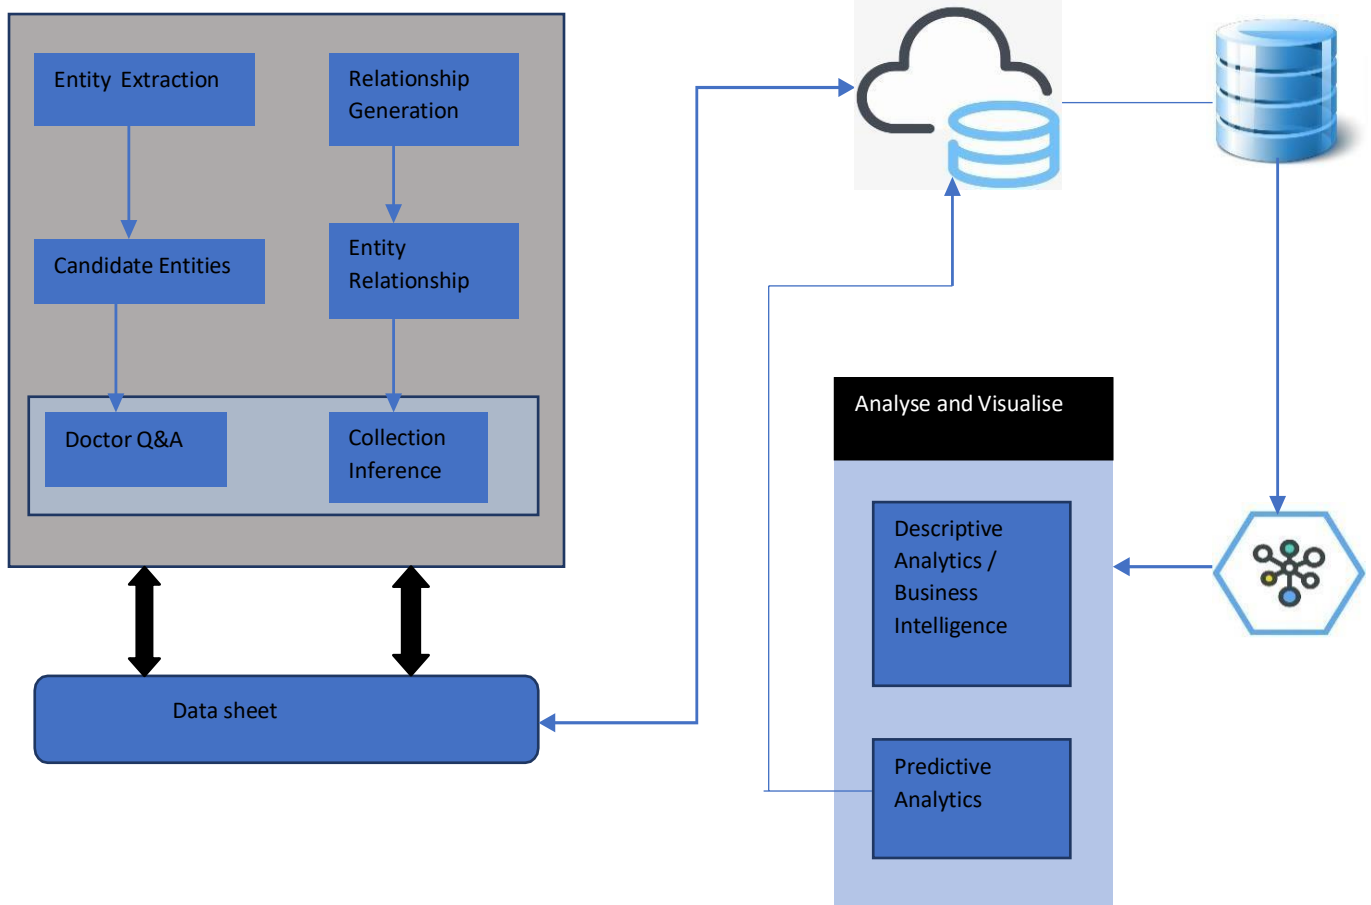 Entity Extraction
Relationship
Generation
Candidate Entities
Entity
Relationship
Doctor Q&A
Collection
Inference
Data sheet
Analyse and Visualise
Descriptive
Analytics /
Business
Intelligence
Predictive
Analytics